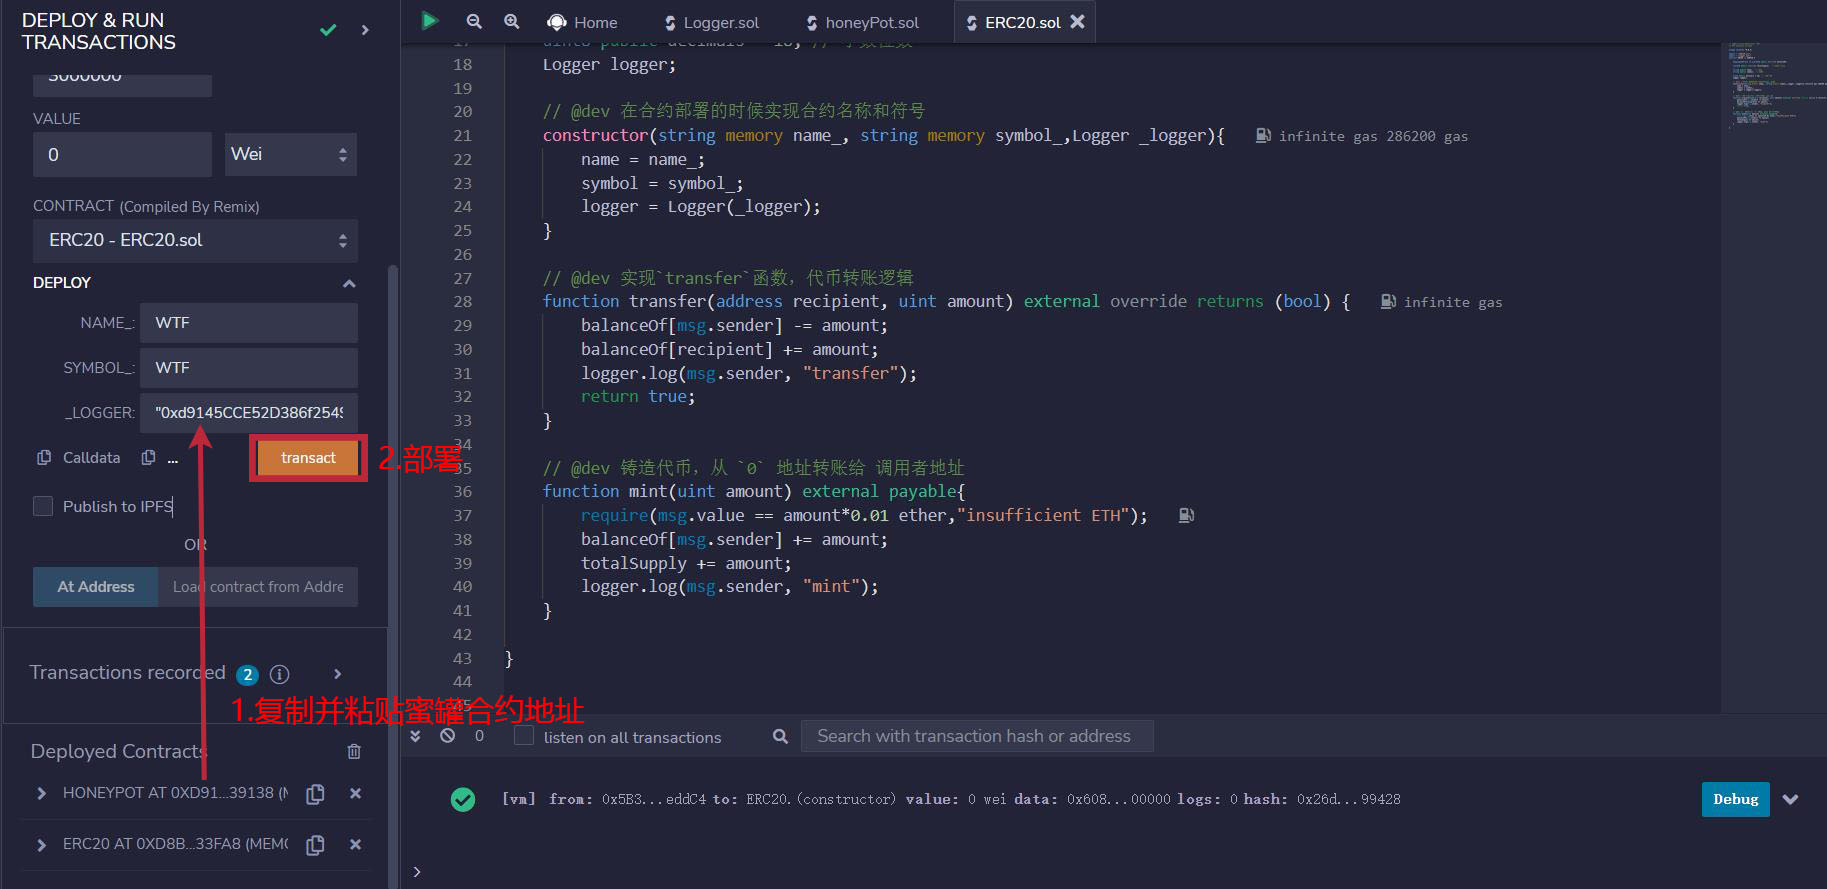 DEPLOY & RUN
TRANSACTIONS
3000000
VALUE
0
Wei
CONTRACT (Compiled By Remix)
ERC20 - ERC20.sol
DEPLOY
NAME_: WTF
SYMBOL_: WTF
_LOGGER: "0xd9145CCE52D386f2549
Calldata
...
transact
2.部署
Publish to IPFS
OR
At Address
Load contract from Addre
Transactions recorded 2 i
1.复制并粘贴蜜罐合约地址
Deployed Contracts
HONEYPOT AT 0XD91...39138 (M
ERC20 AT 0XD8B...33FA8 (MEMO
Home
Logger.sol
honeyPot.sol
ERC20.sol
17 uint8 public decimals = 18; // 小数位数
18 Logger logger;
19
20 // @dev 在合约部署的时候实现合约名称和符号
21 constructor(string memory name_, string memory symbol_,Logger _logger){ infinite gas 286200 gas
22 name = name_;
23 symbol = symbol_;
24 logger = Logger(_logger);
25 }
26
27 // @dev 实现`transfer`函数，代币转账逻辑
28 function transfer(address recipient, uint amount) external override returns (bool) { infinite gas
29 balanceOf[msg.sender] -= amount;
30 balanceOf[recipient] += amount;
31 logger.log(msg.sender, "transfer");
32 return true;
33 }
34
35 // @dev 铸造代币，从 `0` 地址转账给 调用者地址
36 function mint(uint amount) external payable{
37 require(msg.value == amount*0.01 ether,"insufficient ETH");
38 balanceOf[msg.sender] += amount;
39 totalSupply += amount;
40 logger.log(msg.sender, "mint");
41 }
42
43 }
44
45
0
listen on all transactions
Search with transaction hash or address
[vm] from: 0x5B3...eddC4 to: ERC20.(constructor) value: 0 wei data: 0x608...00000 logs: 0 hash: 0x26d...99428
Debug
>